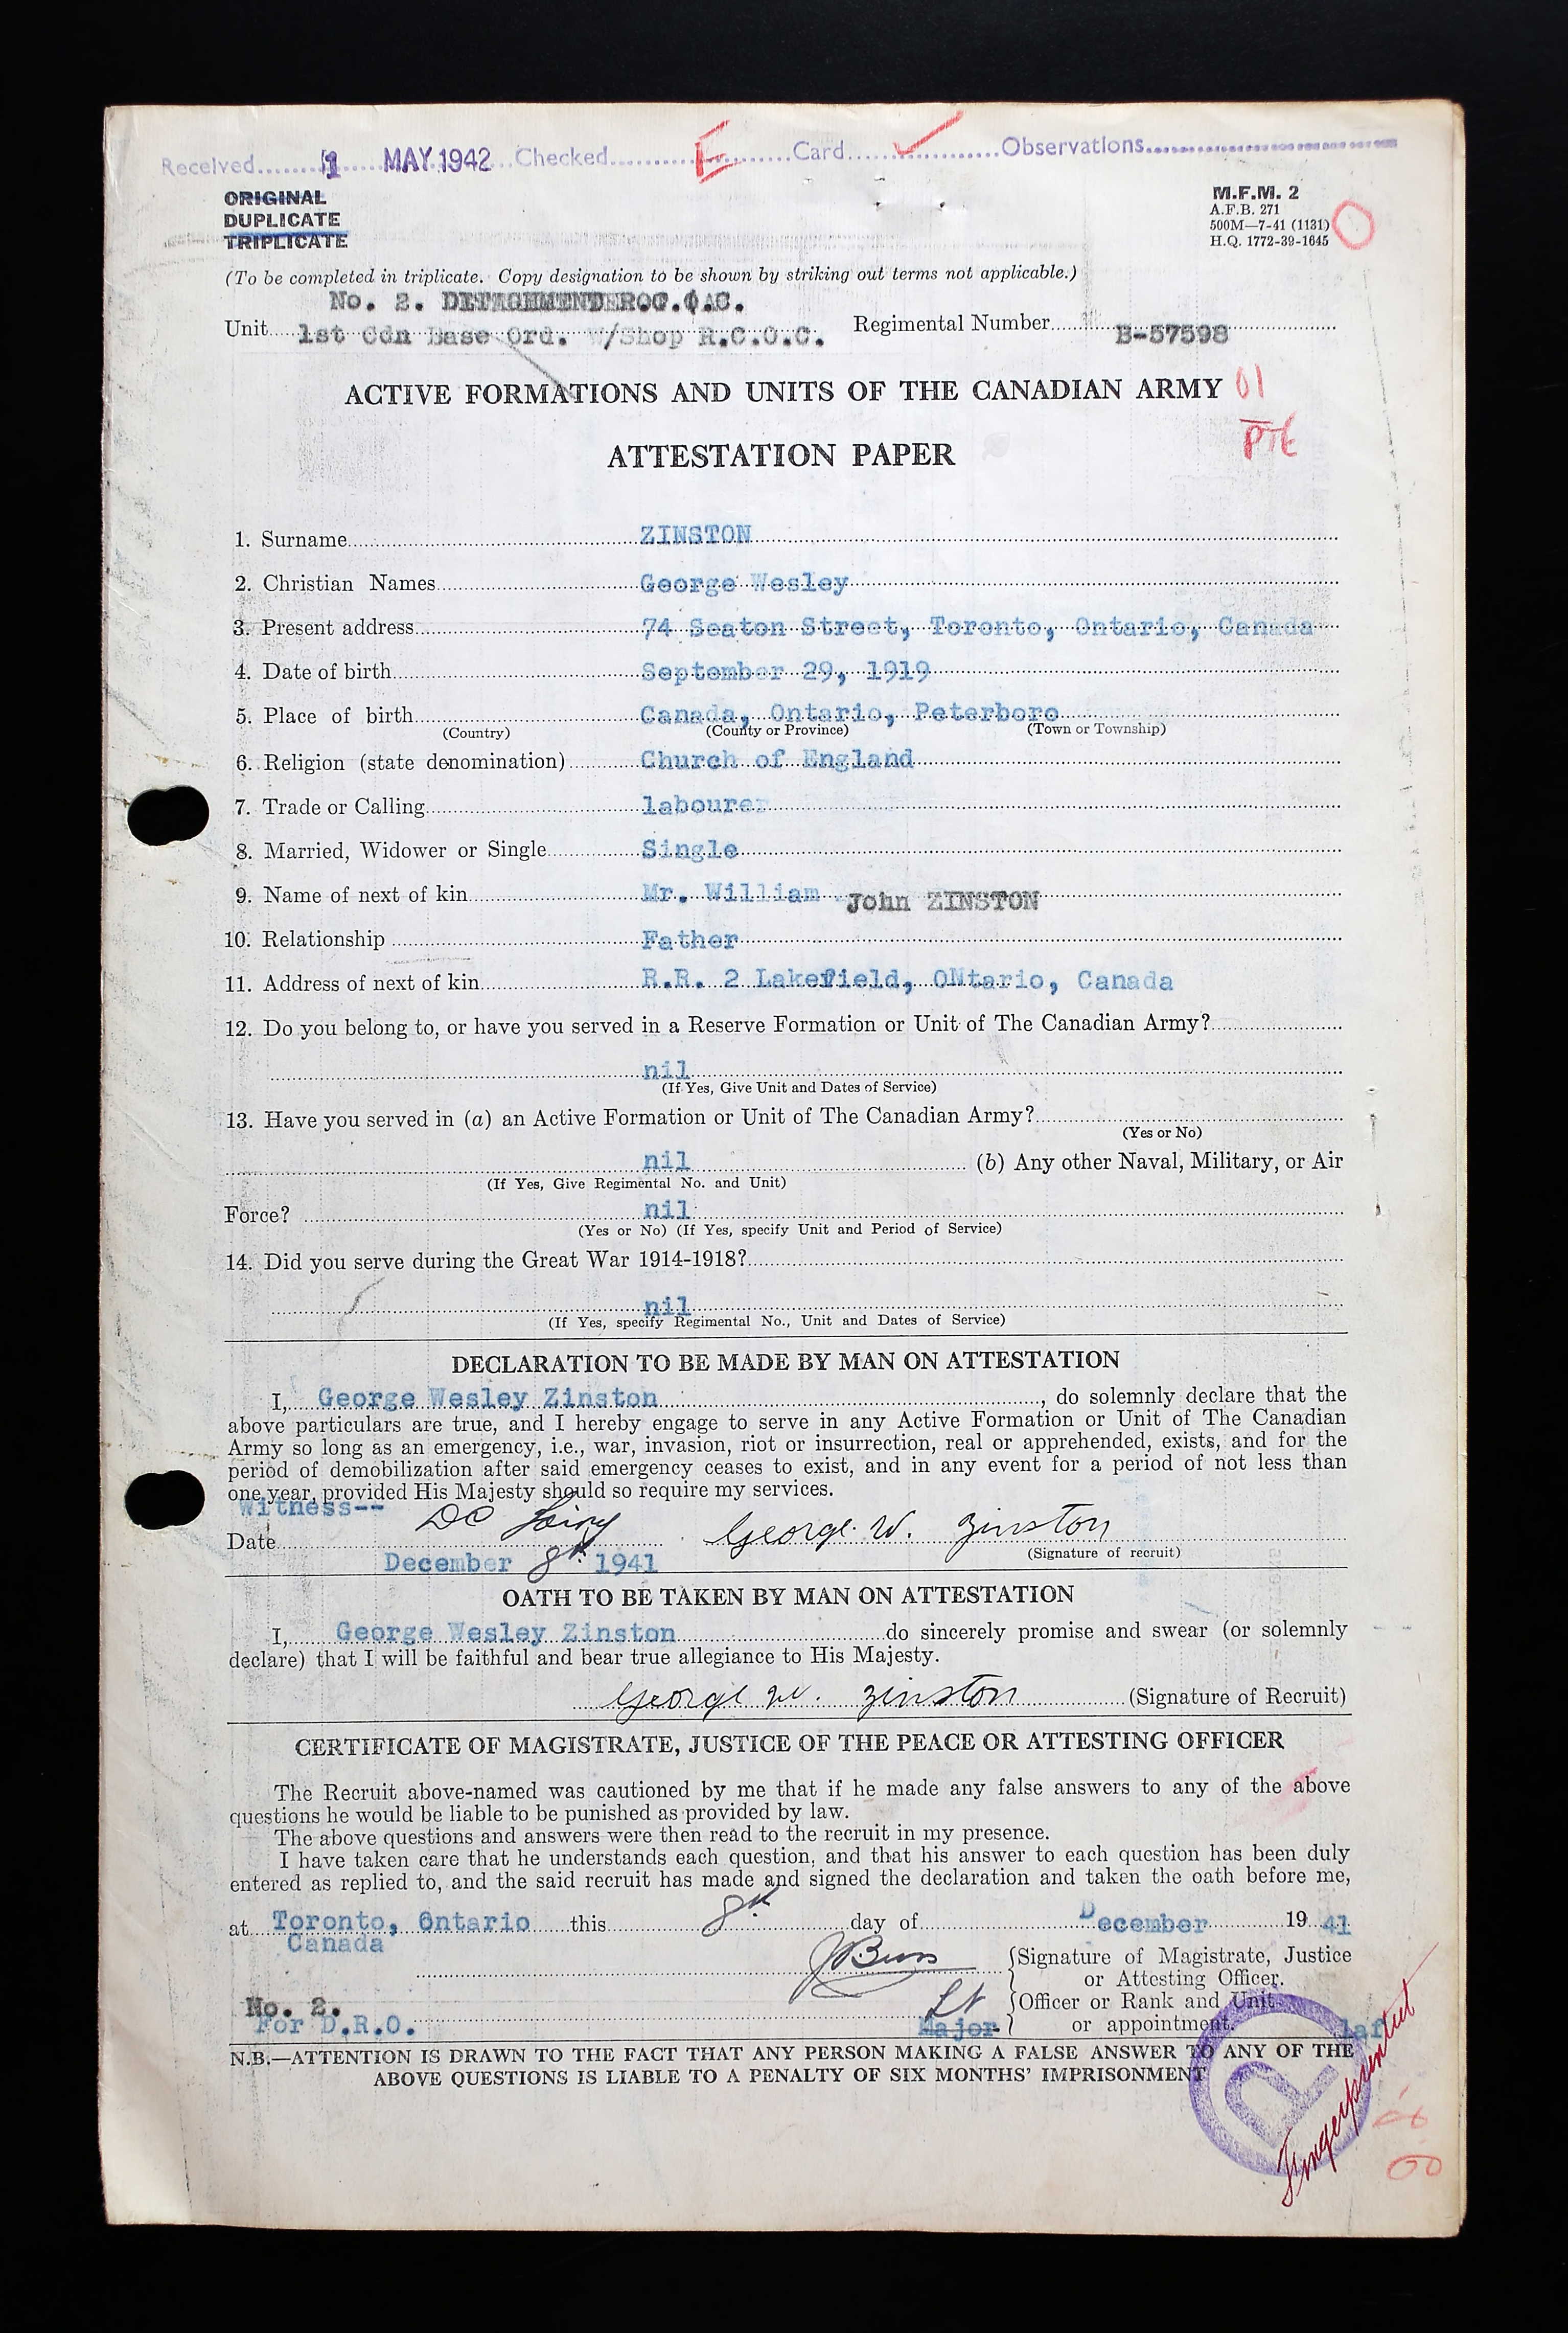 Received 1 MAY 1942 Checked E Card ✓ Observations
ORIGINAL
DUPLICATE
TRIPLICATE
M.F.M. 2
A.F.B. 271
500M—7-41 (1131)
H.Q. 1772-39-1645
(To be completed in triplicate. Copy designation to be shown by striking out terms not applicable.)
No. 2.
Unit 1st Cdn Base Ord. W/Shop R.C.O.C. Regimental Number B-57598
ACTIVE FORMATIONS AND UNITS OF THE CANADIAN ARMY 01
Pte
ATTESTATION PAPER
1. Surname ZINSTON
2. Christian Names George Wesley
3. Present address 74 Seaton Street, Toronto, Ontario, Canada
4. Date of birth September 29, 1919
5. Place of birth Canada, Ontario, Peterboro
(Country) (County or Province) (Town or Township)
6. Religion (state denomination) Church of England
7. Trade or Calling labourer
8. Married, Widower or Single Single
9. Name of next of kin Mr. William John ZINSTON
10. Relationship Father
11. Address of next of kin R.R. 2 Lakefield, ONtario, Canada
12. Do you belong to, or have you served in a Reserve Formation or Unit of The Canadian Army?
nil
(If Yes, Give Unit and Dates of Service)
13. Have you served in (a) an Active Formation or Unit of The Canadian Army?
(Yes or No)
nil (b) Any other Naval, Military, or Air
(If Yes, Give Regimental No. and Unit)
Force? nil
(Yes or No) (If Yes, specify Unit and Period of Service)
14. Did you serve during the Great War 1914-1918?
nil
(If Yes, specify Regimental No., Unit and Dates of Service)
DECLARATION TO BE MADE BY MAN ON ATTESTATION
I, George Wesley Zinston, do solemnly declare that the
above particulars are true, and I hereby engage to serve in any Active Formation or Unit of The Canadian
Army so long as an emergency, i.e., war, invasion, riot or insurrection, real or apprehended, exists, and for the
period of demobilization after said emergency ceases to exist, and in any event for a period of not less than
one year, provided His Majesty should so require my services.
Witness--
Date George W. Zinston
December 8th 1941 (Signature of recruit)
OATH TO BE TAKEN BY MAN ON ATTESTATION
I, George Wesley Zinston do sincerely promise and swear (or solemnly
declare) that I will be faithful and bear true allegiance to His Majesty.
George W. Zinston (Signature of Recruit)
CERTIFICATE OF MAGISTRATE, JUSTICE OF THE PEACE OR ATTESTING OFFICER
The Recruit above-named was cautioned by me that if he made any false answers to any of the above
questions he would be liable to be punished as provided by law.
The above questions and answers were then read to the recruit in my presence.
I have taken care that he understands each question, and that his answer to each question has been duly
entered as replied to, and the said recruit has made and signed the declaration and taken the oath before me,
at Toronto, Ontario this 8th day of December 19 41
Canada
Signature of Magistrate, Justice
or Attesting Officer.
No. 2. Lt Officer or Rank and Unit
For D.R.O. Major or appointment.
N.B.—ATTENTION IS DRAWN TO THE FACT THAT ANY PERSON MAKING A FALSE ANSWER TO ANY OF THE
ABOVE QUESTIONS IS LIABLE TO A PENALTY OF SIX MONTHS' IMPRISONMENT